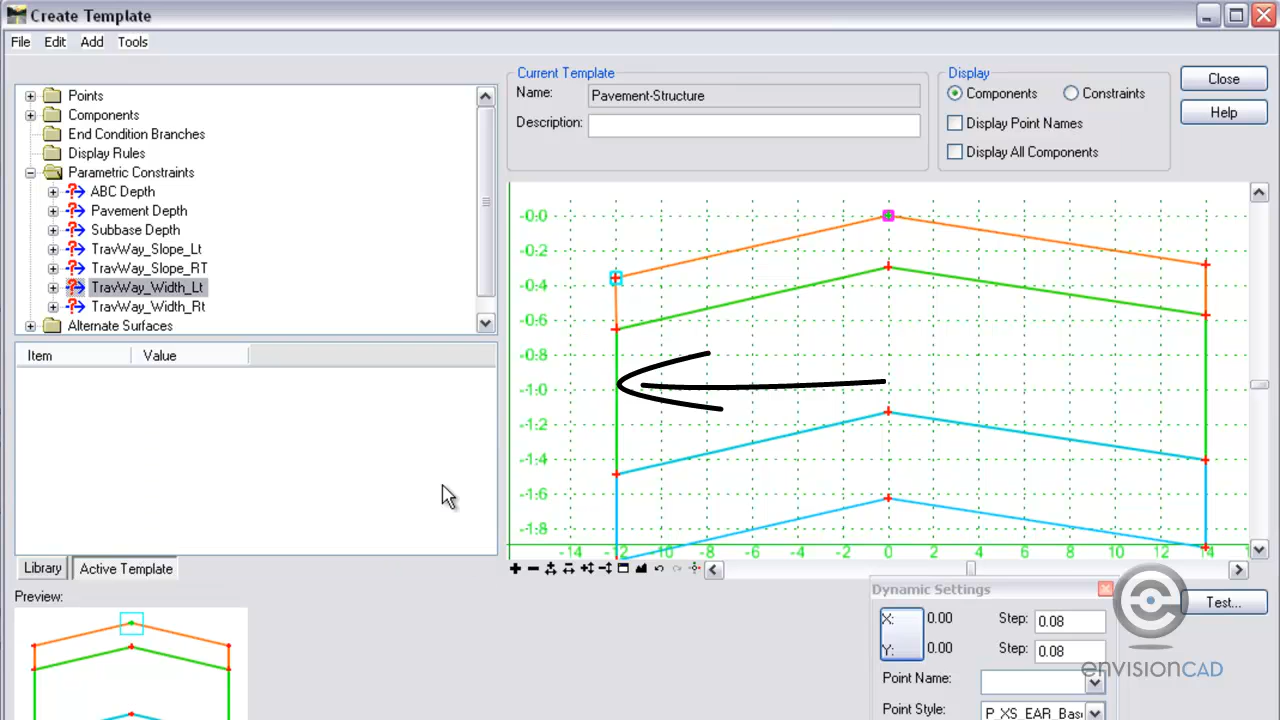 Create Template
File Edit Add Tools
Points
Components
End Condition Branches
Display Rules
Parametric Constraints
ABC Depth
Pavement Depth
Subbase Depth
TravWay_Slope_Lt
TravWay_Slope_RT
TravWay_Width_Lt
TravWay_Width_Rt
Alternate Surfaces
Item Value
Library Active Template
Preview:
Current Template
Name: Pavement-Structure
Description:
Display
Components Constraints
Display Point Names
Display All Components
Close
Help
-0.0
-0.2
-0.4
-0.6
-0.8
-1.0
-1.2
-1.4
-1.6
-1.8
-14 -12 -10 -8 -6 -4 -2 0 2 4 6 8 10 12 14
Dynamic Settings
X: 0.00 Step: 0.08
Y: 0.00 Step: 0.08
Point Name:
Point Style: P_XS_EAR_Bas
Test...
envisionCAD